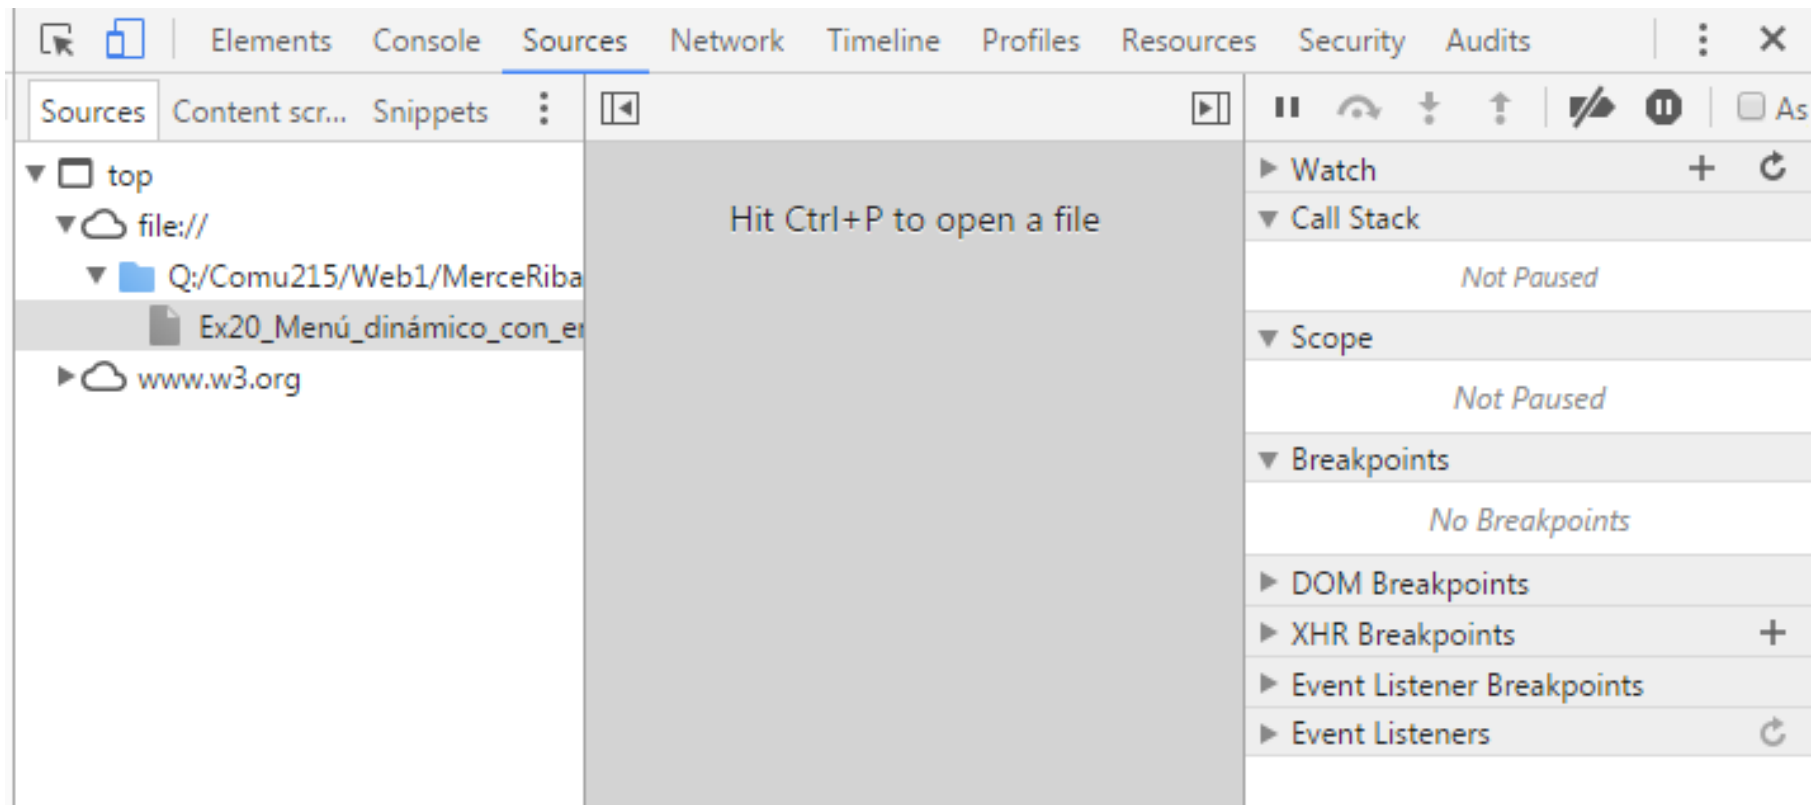 Elements Console Sources Network Timeline Profiles Resources Security Audits
Sources Content scr... Snippets
As
top
file://
Q:/Comu215/Web1/MerceRiba
Ex20_Menú_dinámico_con_er
www.w3.org
Hit Ctrl+P to open a file
Watch
Call Stack
Not Paused
Scope
Not Paused
Breakpoints
No Breakpoints
DOM Breakpoints
XHR Breakpoints
Event Listener Breakpoints
Event Listeners